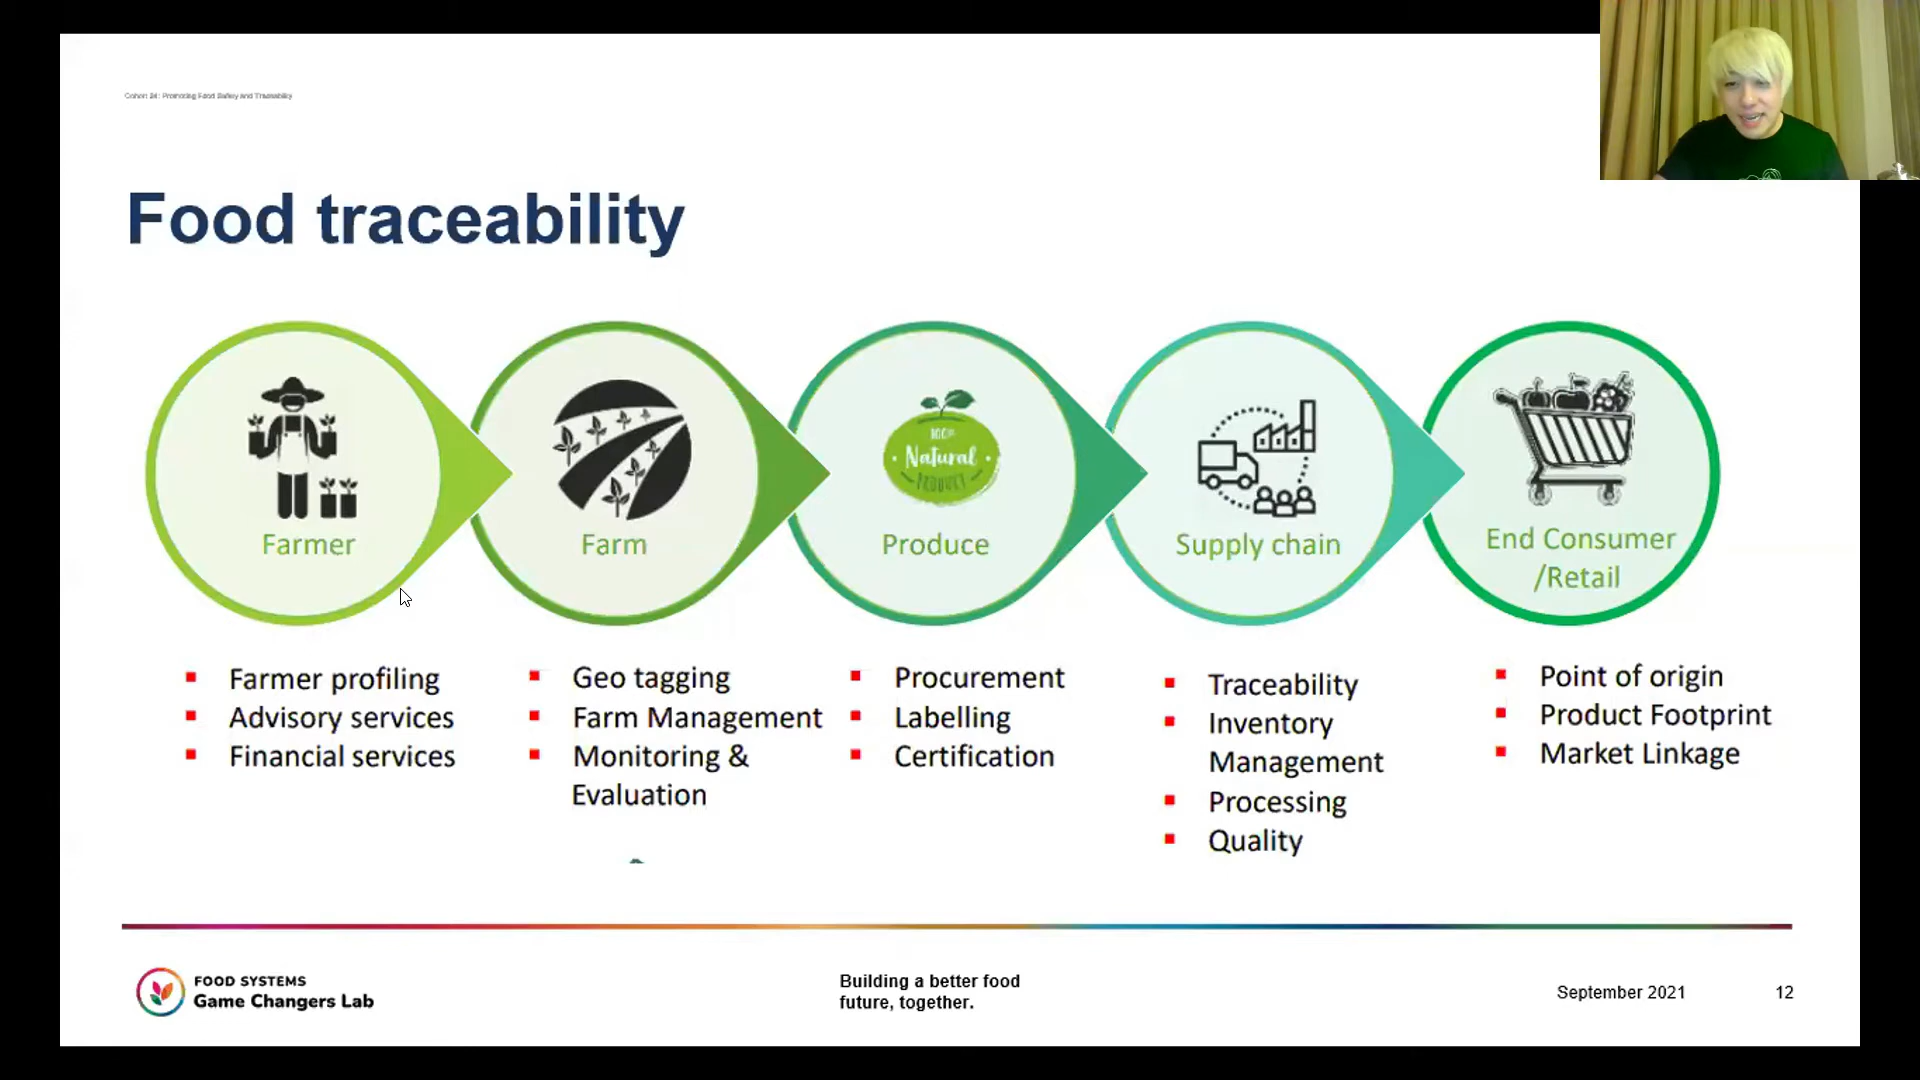 Cohort 24: Promoting Food Safety and Traceability
Food traceability
100%
Natural
PRODUCT
Farmer
Farm
Produce
Supply chain
End Consumer
/Retail
Farmer profiling
Advisory services
Financial services
Geo tagging
Farm Management
Monitoring &
Evaluation
Procurement
Labelling
Certification
Traceability
Inventory
Management
Processing
Quality
Point of origin
Product Footprint
Market Linkage
FOOD SYSTEMS
Game Changers Lab
Building a better food
future, together.
September 2021
12